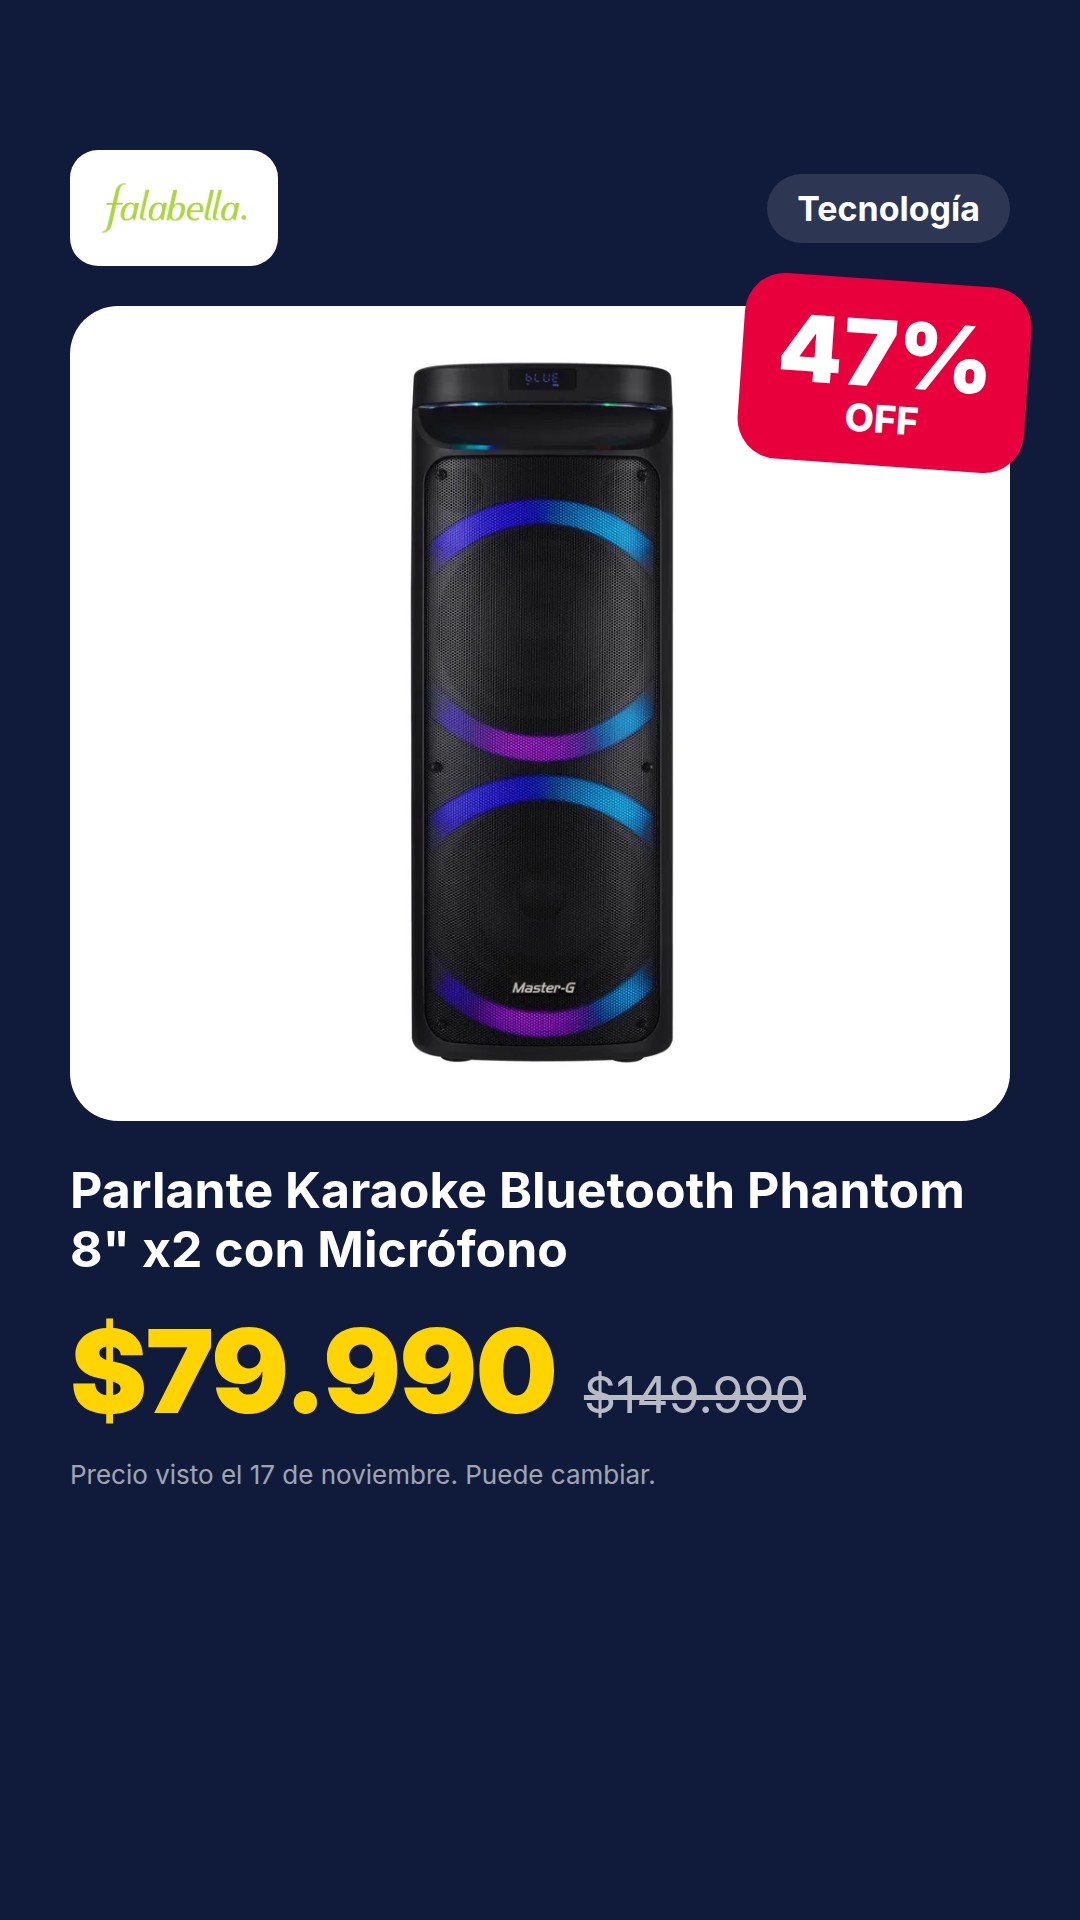 falabella.
Tecnología
47%
OFF
BLUE
Master-G
Parlante Karaoke Bluetooth Phantom
8" x2 con Micrófono
$79.990 $149.990
Precio visto el 17 de noviembre. Puede cambiar.